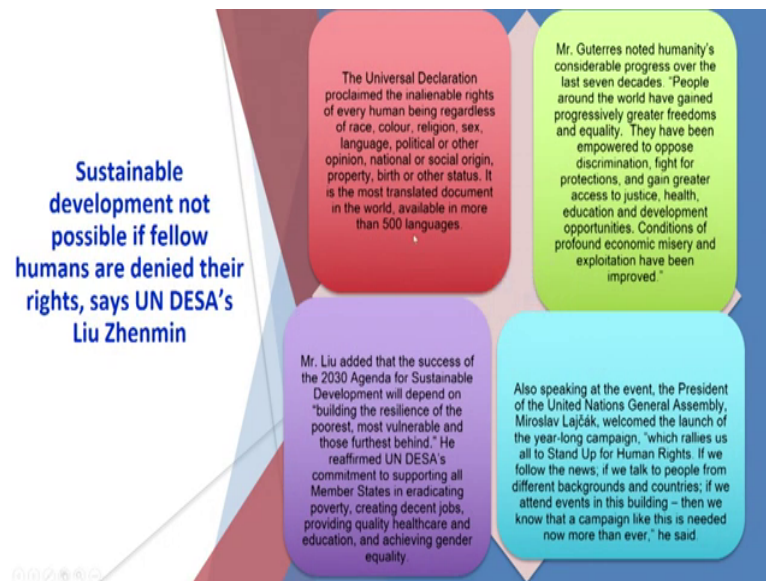 Sustainable
development not
possible if fellow
humans are denied their
rights, says UN DESA's
Liu Zhenmin
The Universal Declaration
proclaimed the inalienable rights
of every human being regardless
of race, colour, religion, sex,
language, political or other
opinion, national or social origin,
property, birth or other status. It
is the most translated document
in the world, available in more
than 500 languages.
Mr. Guterres noted humanity's
considerable progress over the
last seven decades. "People
around the world have gained
progressively greater freedoms
and equality. They have been
empowered to oppose
discrimination, fight for
protections, and gain greater
access to justice, health,
education and development
opportunities. Conditions of
profound economic misery and
exploitation have been
improved."
Mr. Liu added that the success of
the 2030 Agenda for Sustainable
Development will depend on
"building the resilience of the
poorest, most vulnerable and
those furthest behind." He
reaffirmed UN DESA's
commitment to supporting all
Member States in eradicating
poverty, creating decent jobs,
providing quality healthcare and
education, and achieving gender
equality.
Also speaking at the event, the President
of the United Nations General Assembly,
Miroslav Lajčák, welcomed the launch of
the year-long campaign, "which rallies us
all to Stand Up for Human Rights. If we
follow the news; if we talk to people from
different backgrounds and countries; if we
attend events in this building – then we
know that a campaign like this is needed
now more than ever," he said.